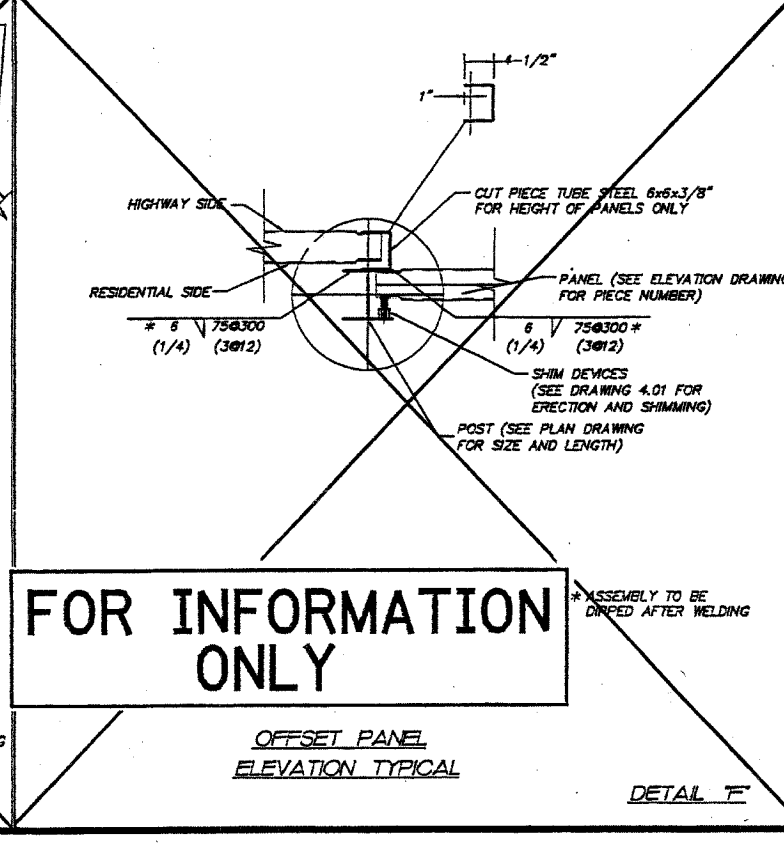 4-1/2"
1"
HIGHWAY SIDE
CUT PIECE TUBE STEEL 6x6x3/8"
FOR HEIGHT OF PANELS ONLY
RESIDENTIAL SIDE
PANEL (SEE ELEVATION DRAWING
FOR PIECE NUMBER)
* 6 75@300
(1/4) (3@12)
6 75@300 *
(1/4) (3@12)
SHIM DEVICES
(SEE DRAWING 4.01 FOR
ERECTION AND SHIMMING)
POST (SEE PLAN DRAWING
FOR SIZE AND LENGTH)
FOR INFORMATION
ONLY
* ASSEMBLY TO BE
DIPPED AFTER WELDING
OFFSET PANEL
ELEVATION TYPICAL
DETAIL "F"